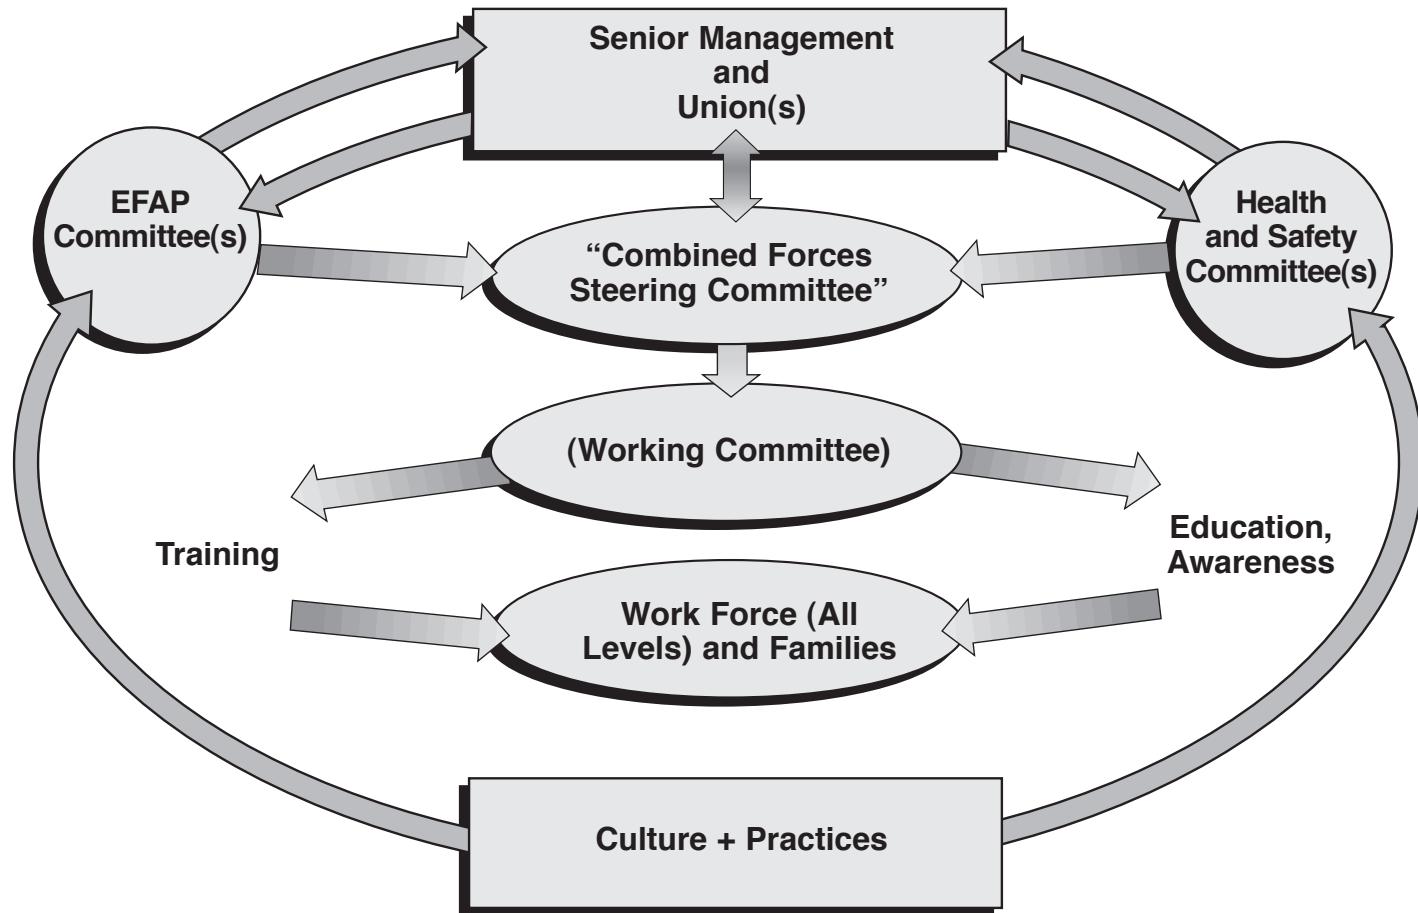 Senior Management
and
Union(s)
EFAP
Committee(s)
Health
and Safety
Committee(s)
“Combined Forces
Steering Committee”
(Working Committee)
Training
Education,
Awareness
Work Force (All
Levels) and Families
Culture + Practices